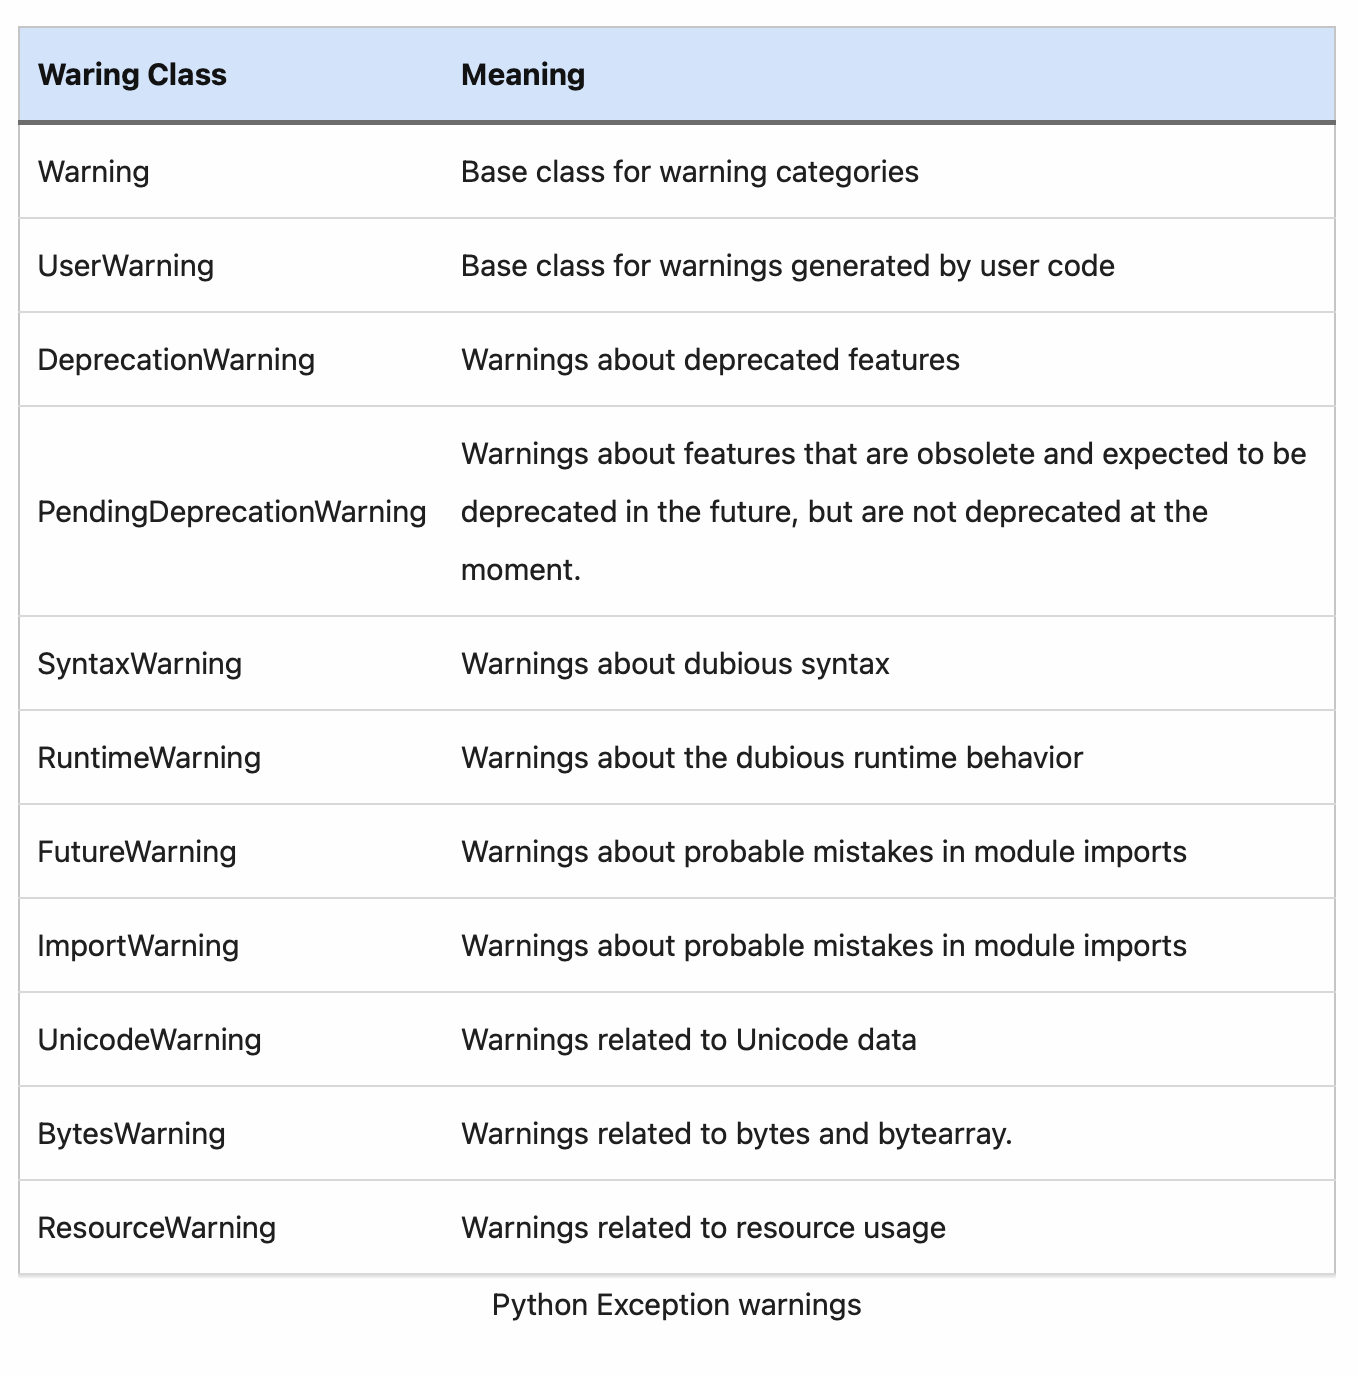 Waring Class Meaning
Warning Base class for warning categories
UserWarning Base class for warnings generated by user code
DeprecationWarning Warnings about deprecated features
PendingDeprecationWarning Warnings about features that are obsolete and expected to be
deprecated in the future, but are not deprecated at the
moment.
SyntaxWarning Warnings about dubious syntax
RuntimeWarning Warnings about the dubious runtime behavior
FutureWarning Warnings about probable mistakes in module imports
ImportWarning Warnings about probable mistakes in module imports
UnicodeWarning Warnings related to Unicode data
BytesWarning Warnings related to bytes and bytearray.
ResourceWarning Warnings related to resource usage
Python Exception warnings